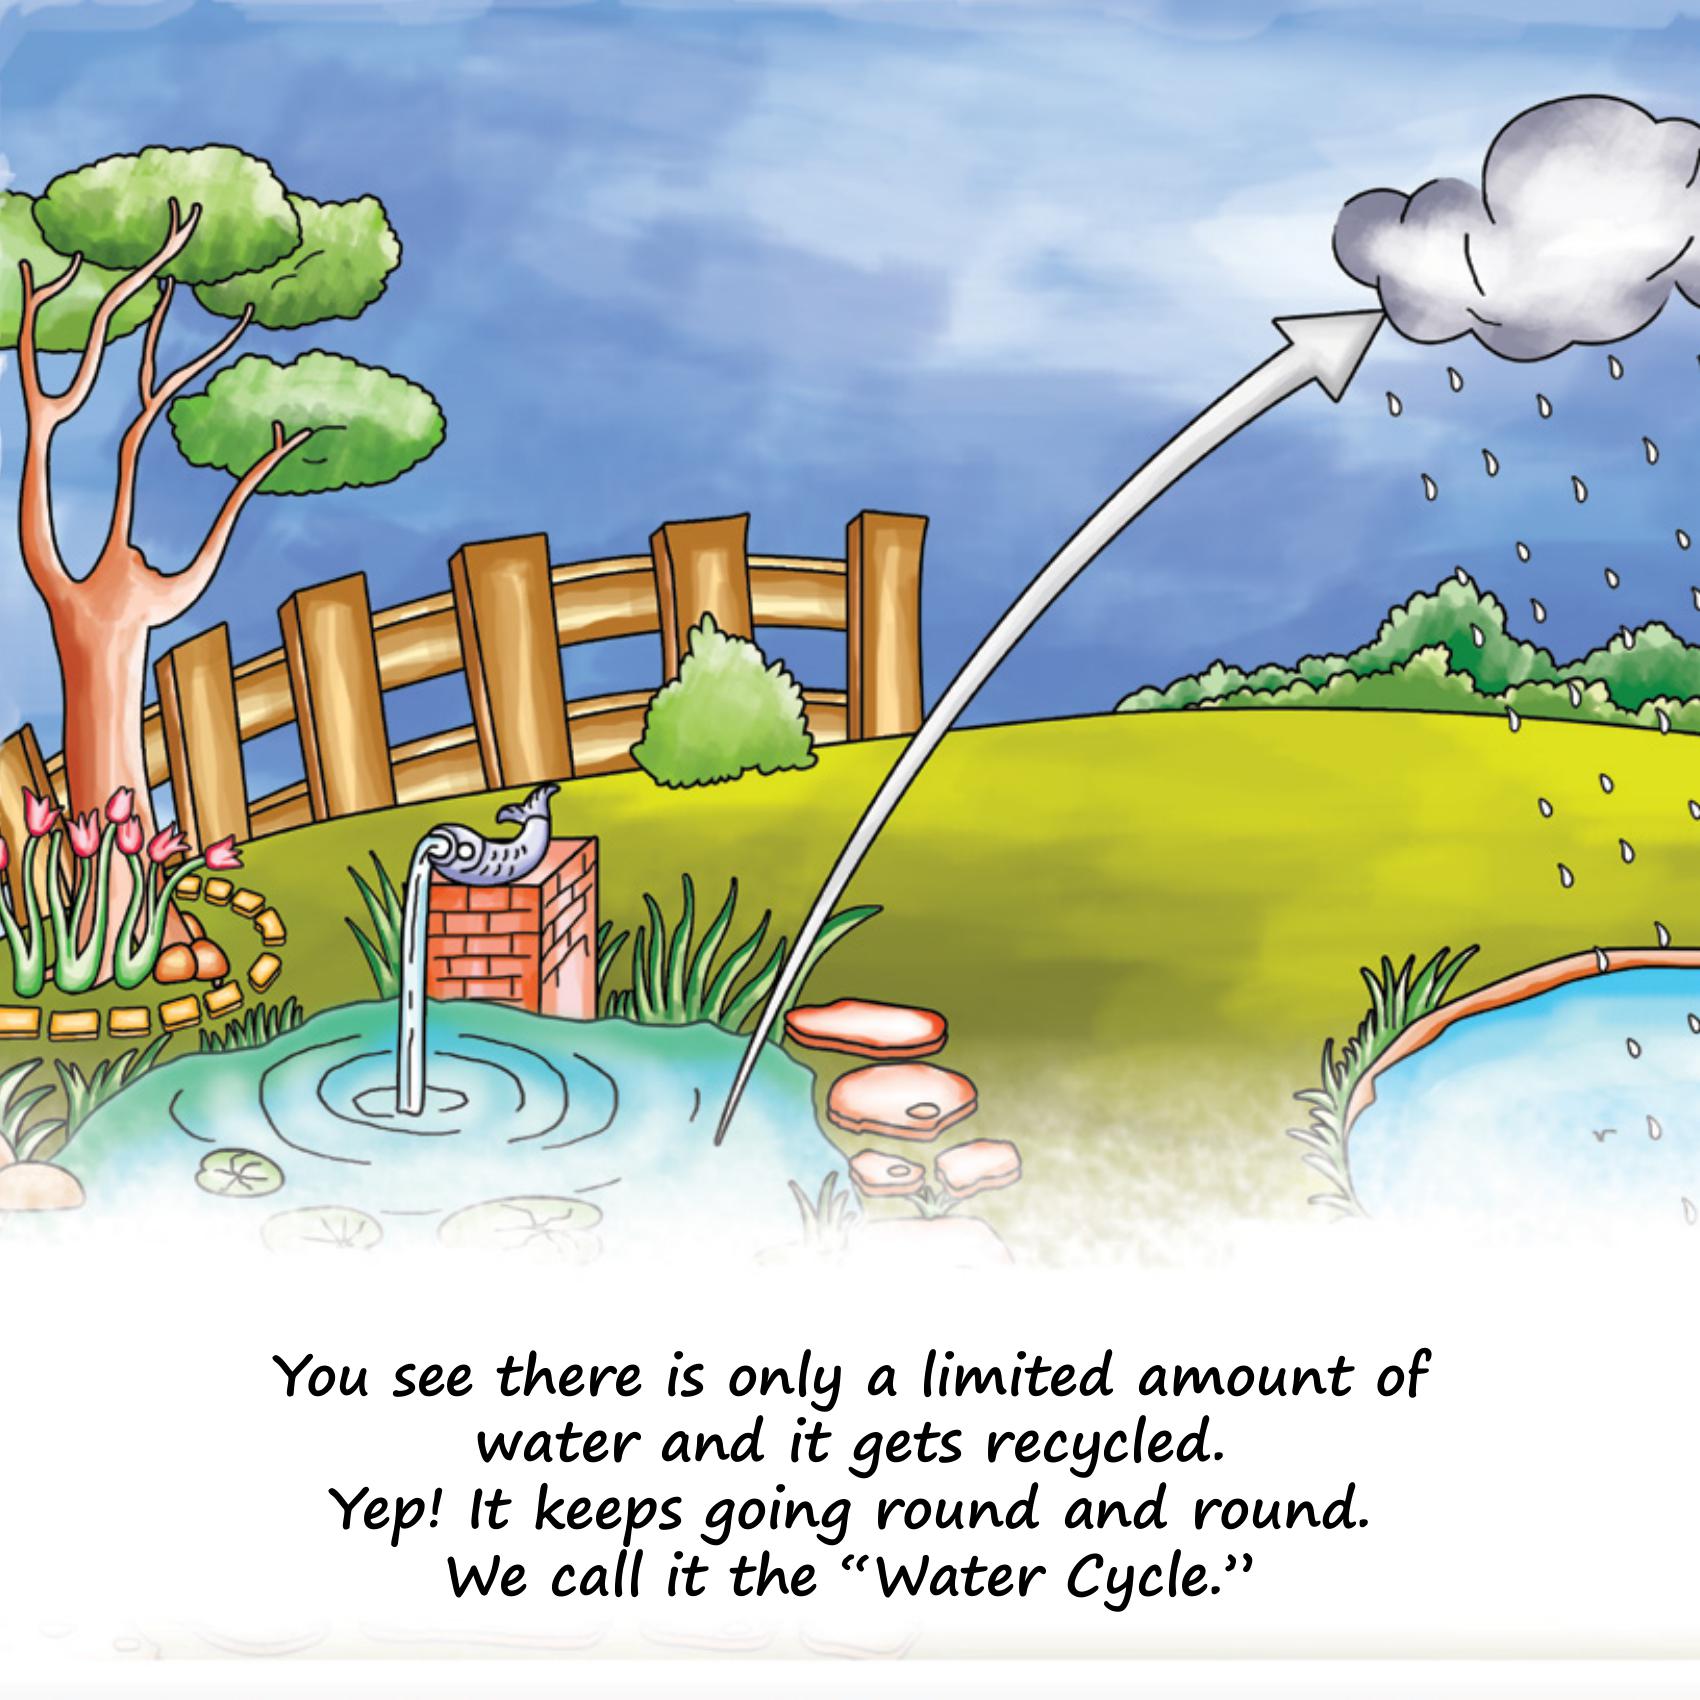 You see there is only a limited amount of
water and it gets recycled.
Yep! It keeps going round and round.
We call it the “Water Cycle.”